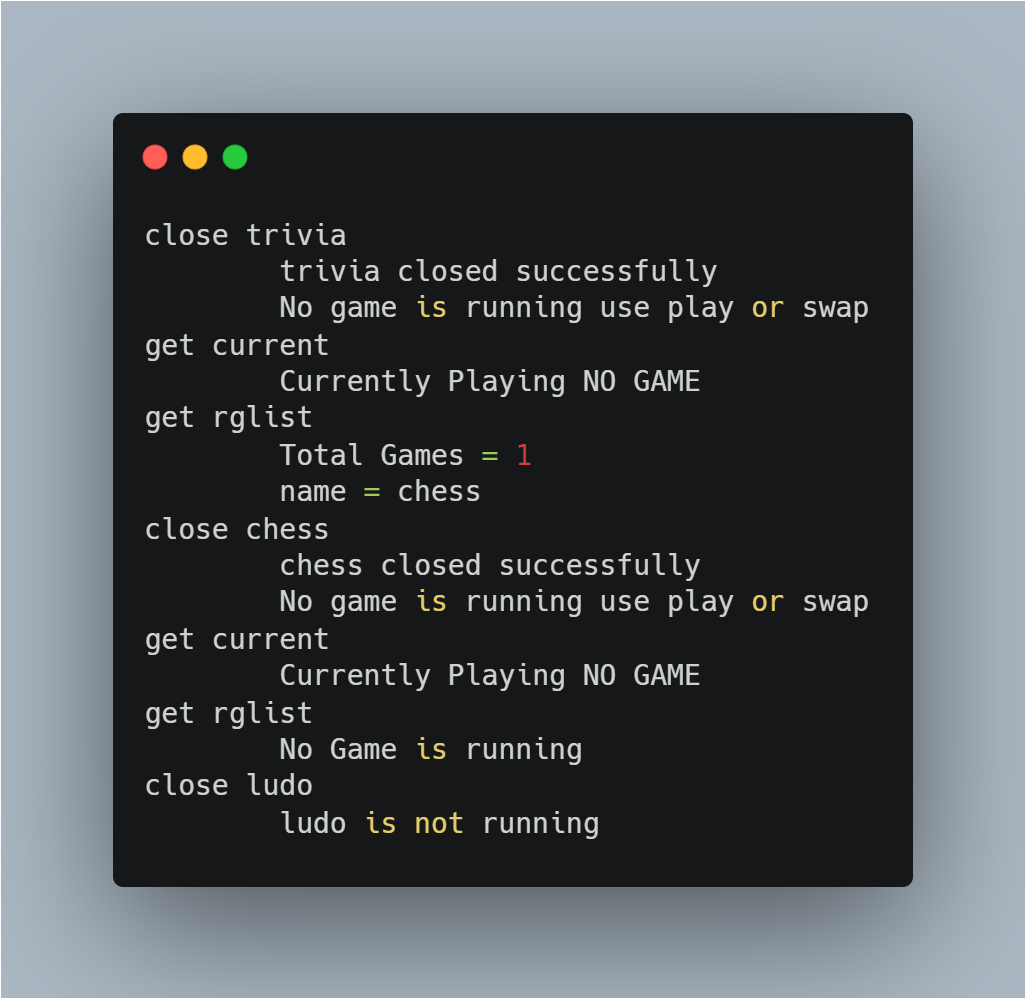 close trivia
        trivia closed successfully
        No game is running use play or swap
get current
        Currently Playing NO GAME
get rglist
        Total Games = 1
        name = chess
close chess
        chess closed successfully
        No game is running use play or swap
get current
        Currently Playing NO GAME
get rglist
        No Game is running
close ludo
        ludo is not running